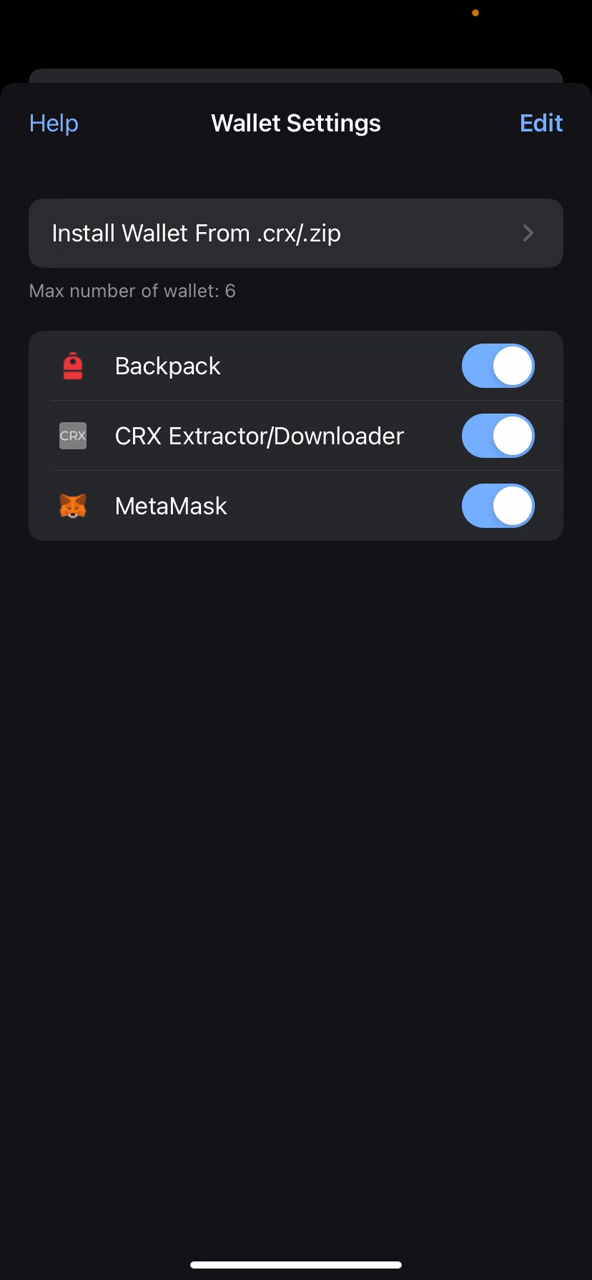 Help
Wallet Settings
Edit
Install Wallet From .crx/.zip
Max number of wallet: 6
Backpack
CRX
CRX Extractor/Downloader
MetaMask